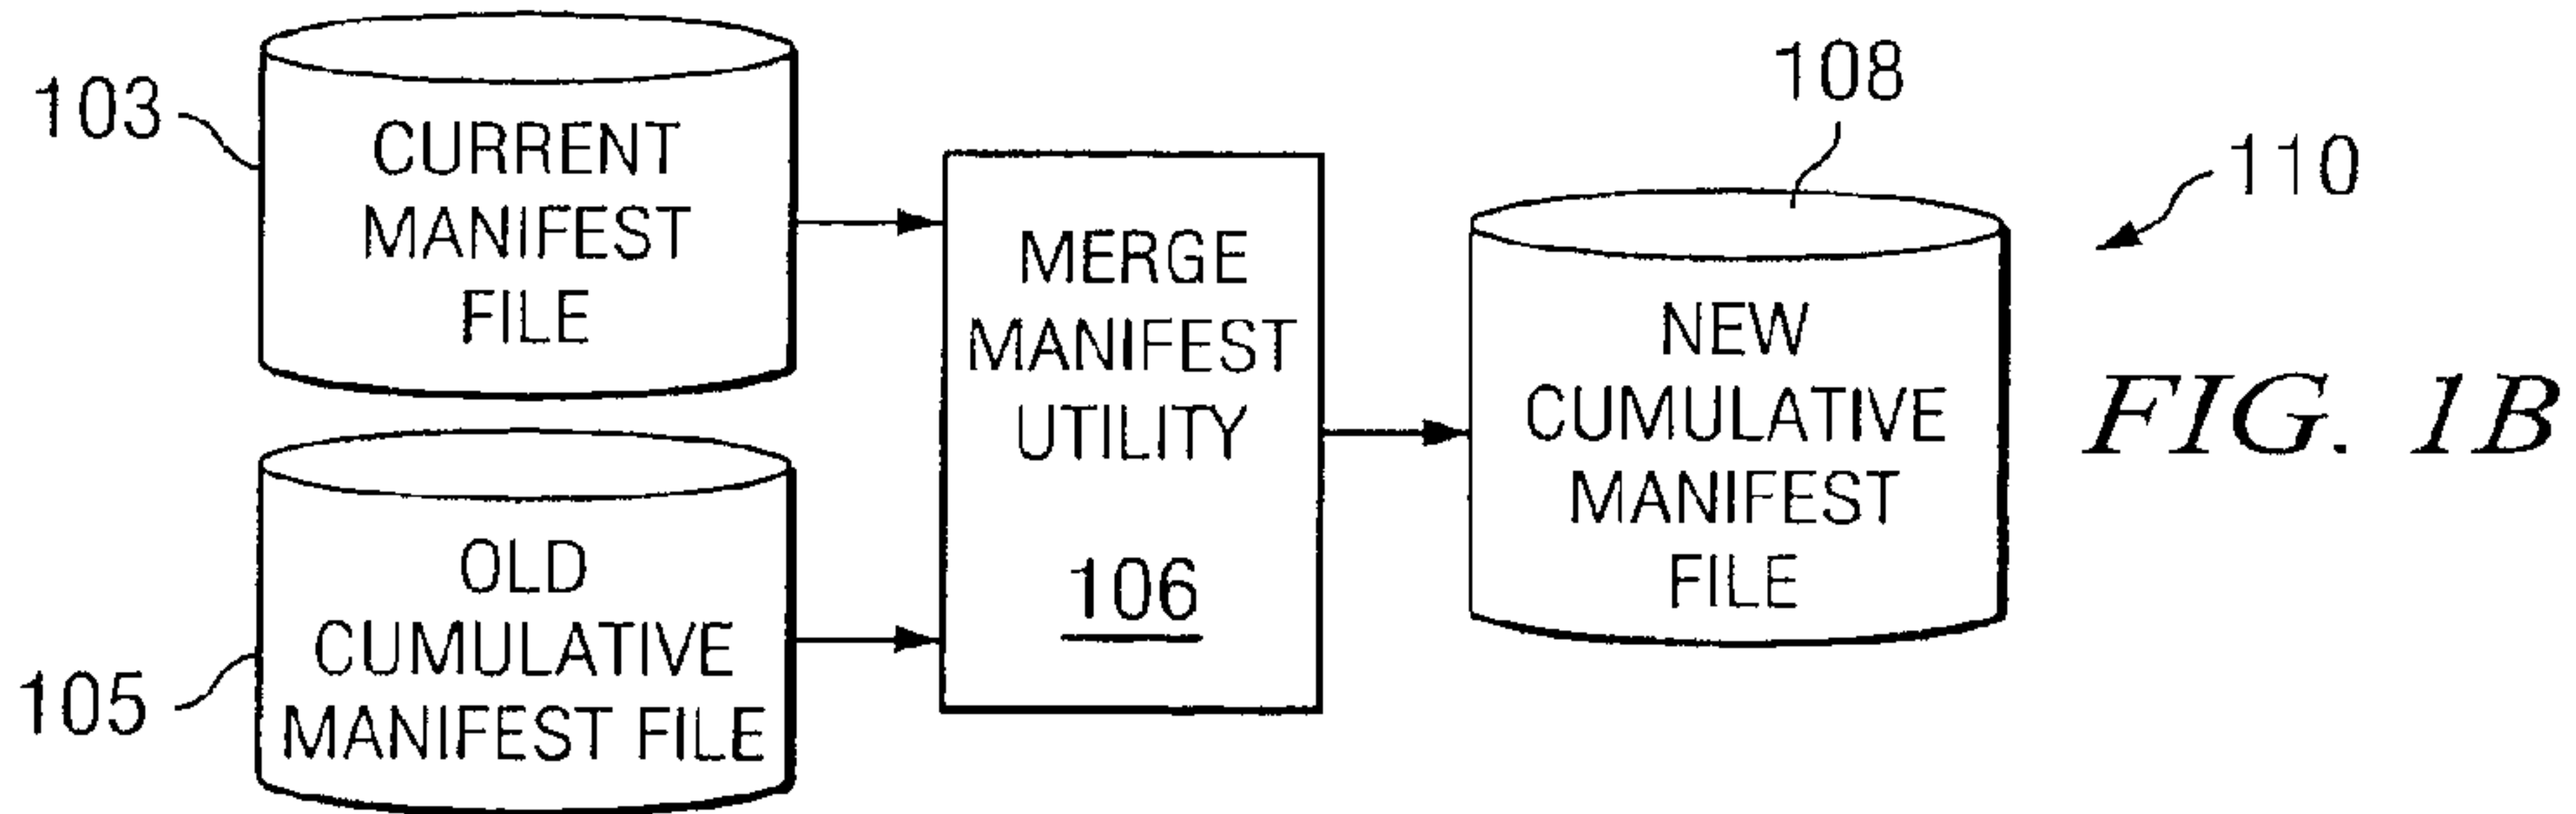 103
CURRENT
MANIFEST
FILE
105
OLD
CUMULATIVE
MANIFEST FILE
MERGE
MANIFEST
UTILITY
106
108
NEW
CUMULATIVE
MANIFEST
FILE
110
FIG. 1B